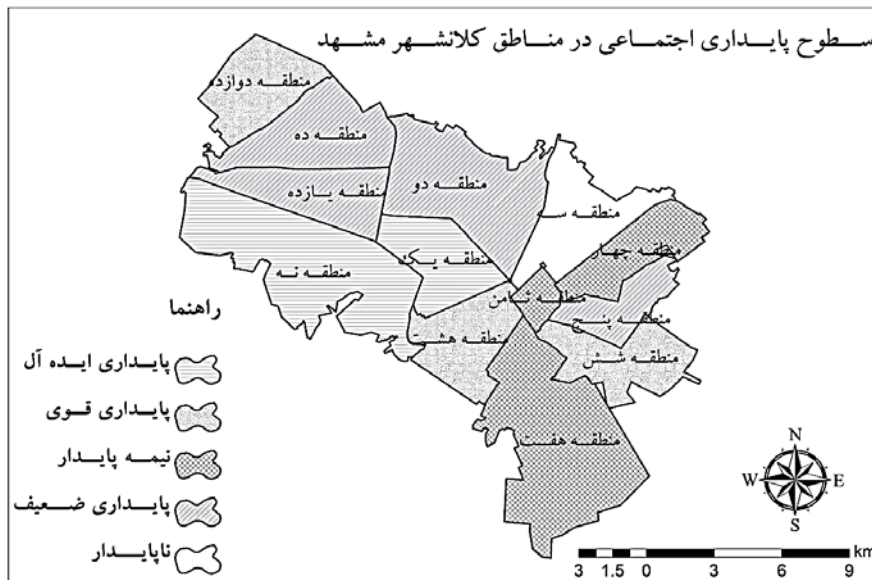 سطوح پایداری اجتماعی در مناطق کلانشهر مشهد
منطقه دوازده
منطقه ده
منطقه یازده
منطقه دو
منطقه سه
منطقه چهار
منطقه یک
منطقه نه
منطقه ثامن
منطقه پنج
منطقه هشت
منطقه شش
منطقه هفت
راهنما
پایداری ایده آل
پایداری قوی
نیمه پایدار
پایداری ضعیف
ناپایدار
N
W E
S
km
3 1.5 0 3 6 9